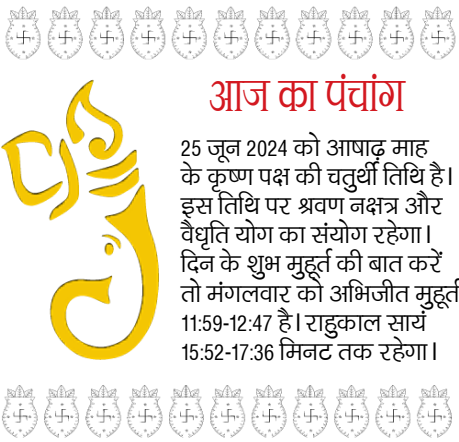 आज का पंचांग
25 जून 2024 को आषाढ़ माह
के कृष्ण पक्ष की चतुर्थी तिथि है।
इस तिथि पर श्रवण नक्षत्र और
वैधृति योग का संयोग रहेगा।
दिन के शुभ मुहूर्त की बात करें
तो मंगलवार को अभिजीत मुहूर्त
11:59-12:47 है। राहुकाल सायं
15:52-17:36 मिनट तक रहेगा।